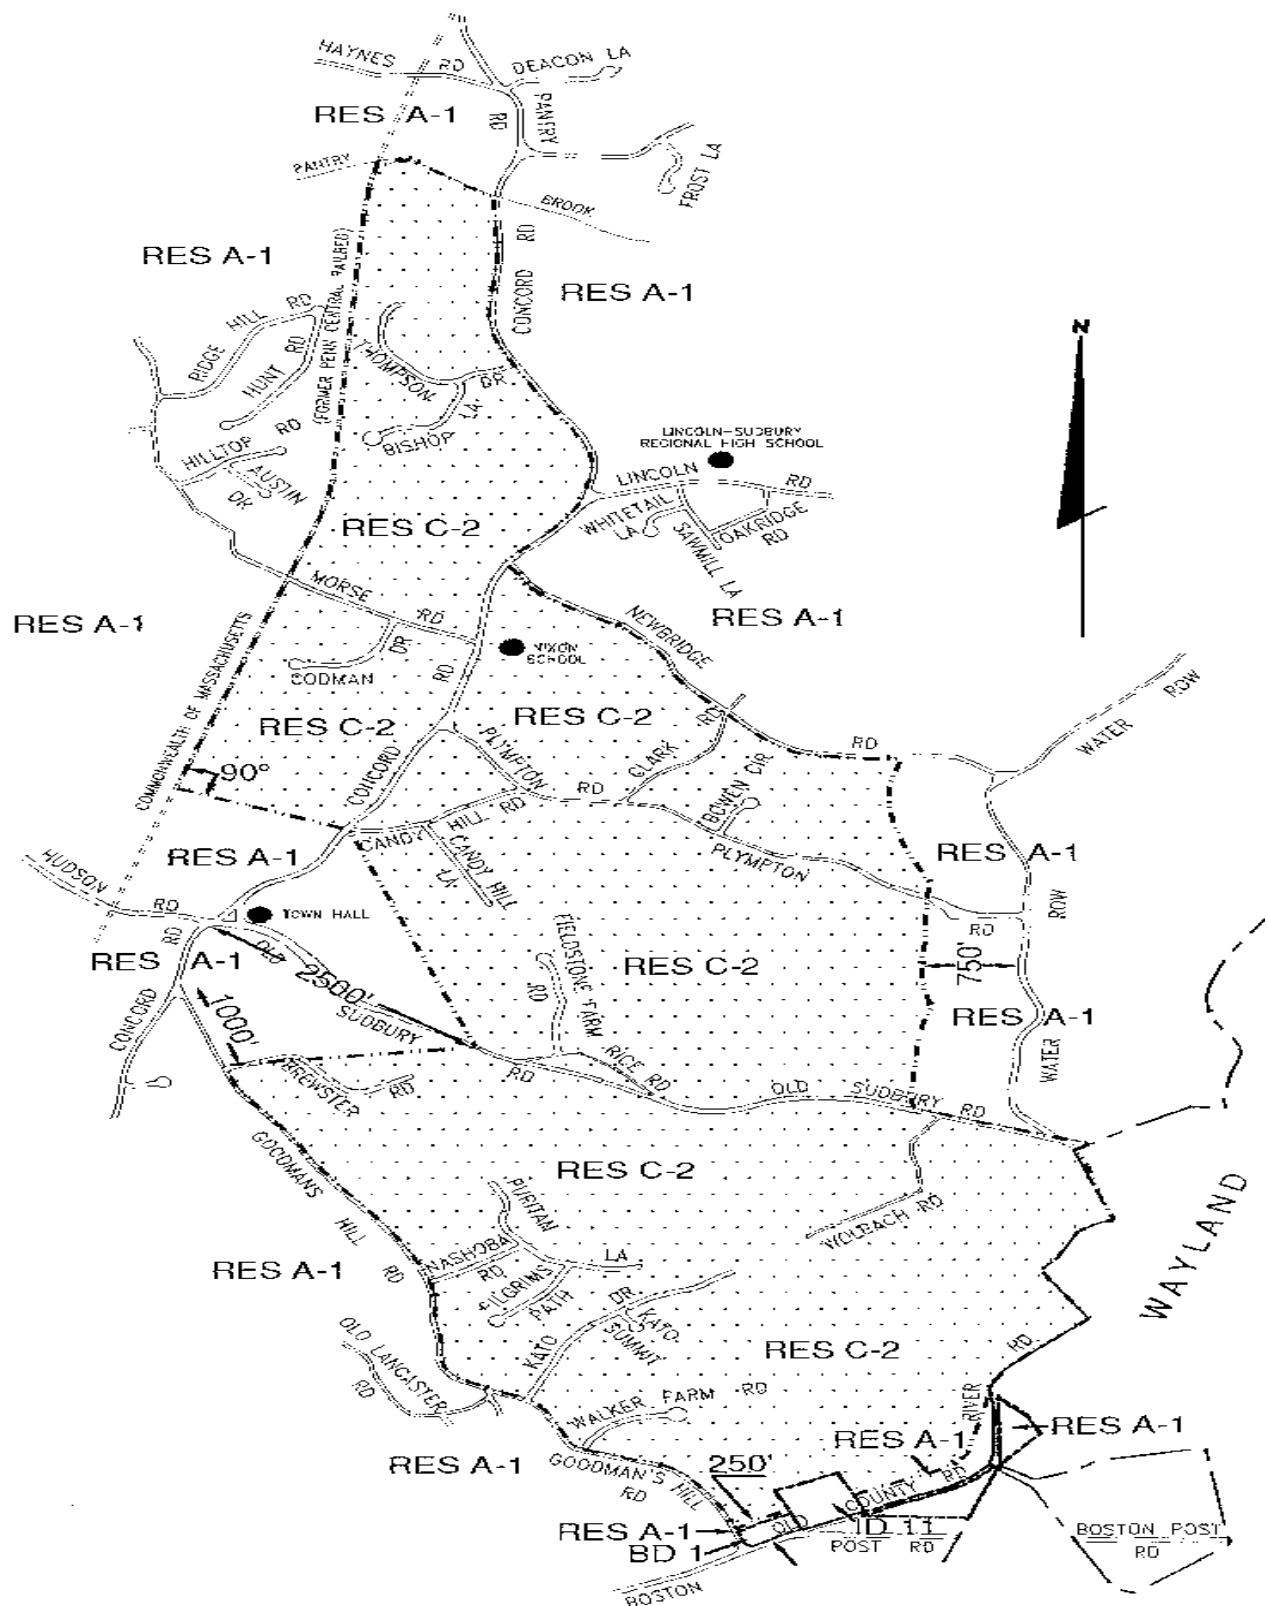 HAYNES RD
DEACON LA
RES A-1
PANTRY RD
PANTRY
FROST LA
BROOK
RES A-1
(FORMER PENN CENTRAL RAILRED)
CONCORD RD
RES A-1
RIDGE HILL RD
HUNT RD
THOMPSON DR
BISHOP LA
HILLTOP RD
AUSTIN
DR
LINCOLN-SUDBURY
REGIONAL HIGH SCHOOL
LINCOLN RD
WHITETAIL
LA
SAWMILL LA
OAKRIDGE
RD
RES C-2
MORSE RD
RES A-1
COMMONWEALTH OF MASSACHUSETTS
NEWBRIDGE RD
RES A-1
NIXON
SCHOOL
CODMAN DR
RD
WATER ROW
RES C-2
RES C-2
90°
CONCORD
PLYMPTON RD
CLARK RD
BOWEN CIR
CANDY HILL RD
CANDY HILL
LA
PLYMPTON
RD
RES A-1
RES A-1
HUDSON RD
TOWN HALL
ROW
RES A-1
RD
CONCORD
OLD
2500'
SUDBURY
RD
FIELDSTONE FARM
RD
RES C-2
750'
RES A-1
1000'
BREWSTER RD
RICE RD
OLD SUDBURY RD
WATER
GOODMANS
HILL
RD
RES C-2
PURITAN
LA
WOLBACH RD
WAYLAND
RES A-1
NASHOBA
RD
PILGRIMS
PATH
KATO DR
KATO
SUMMIT
OLD LANCASTER
RD
RES C-2
RIVER RD
WALKER FARM RD
RES A-1
RES A-1
RES A-1
GOODMAN'S HILL
RD
250'
OLD COUNTY RD
RES A-1
BD 1
ID 11
BOSTON POST RD
BOSTON POST
RD
N